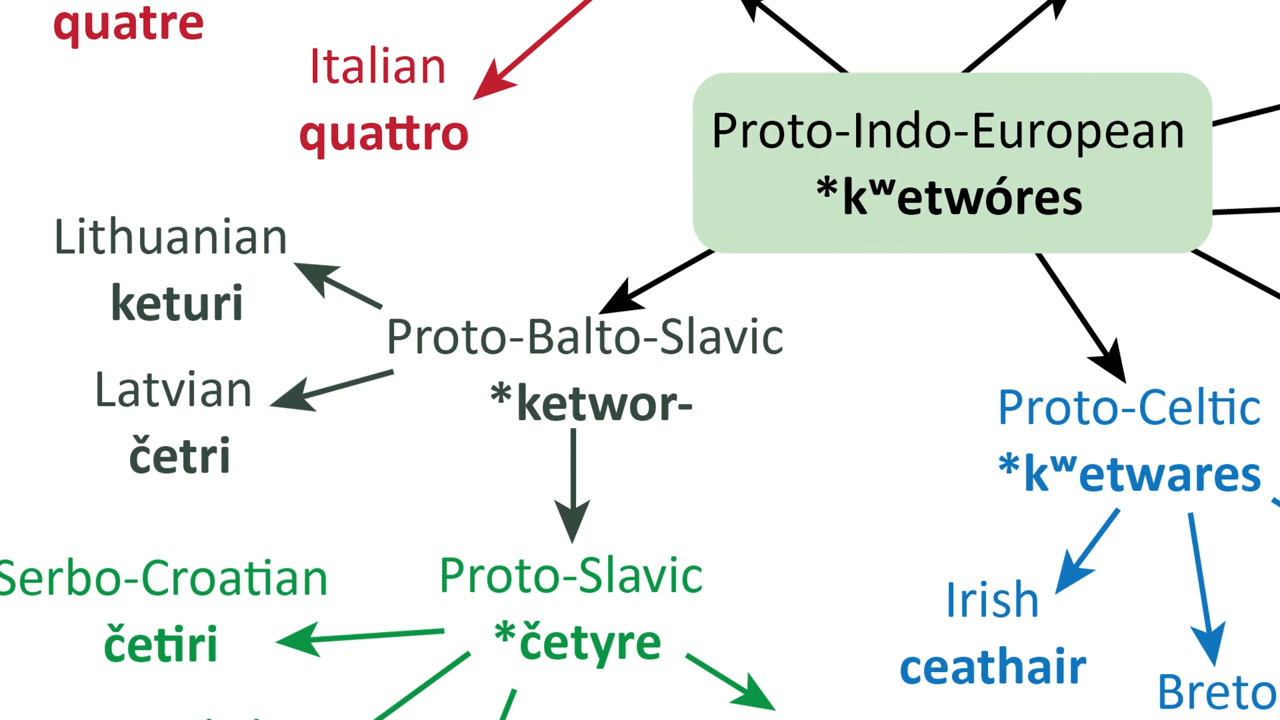 quatre
Italian
quattro
Proto-Indo-European
*kʷetwóres
Lithuanian
keturi
Proto-Balto-Slavic
*ketwor-
Latvian
četri
Proto-Celtic
*kʷetwares
Serbo-Croatian
četiri
Proto-Slavic
*četyre
Irish
ceathair
Breto